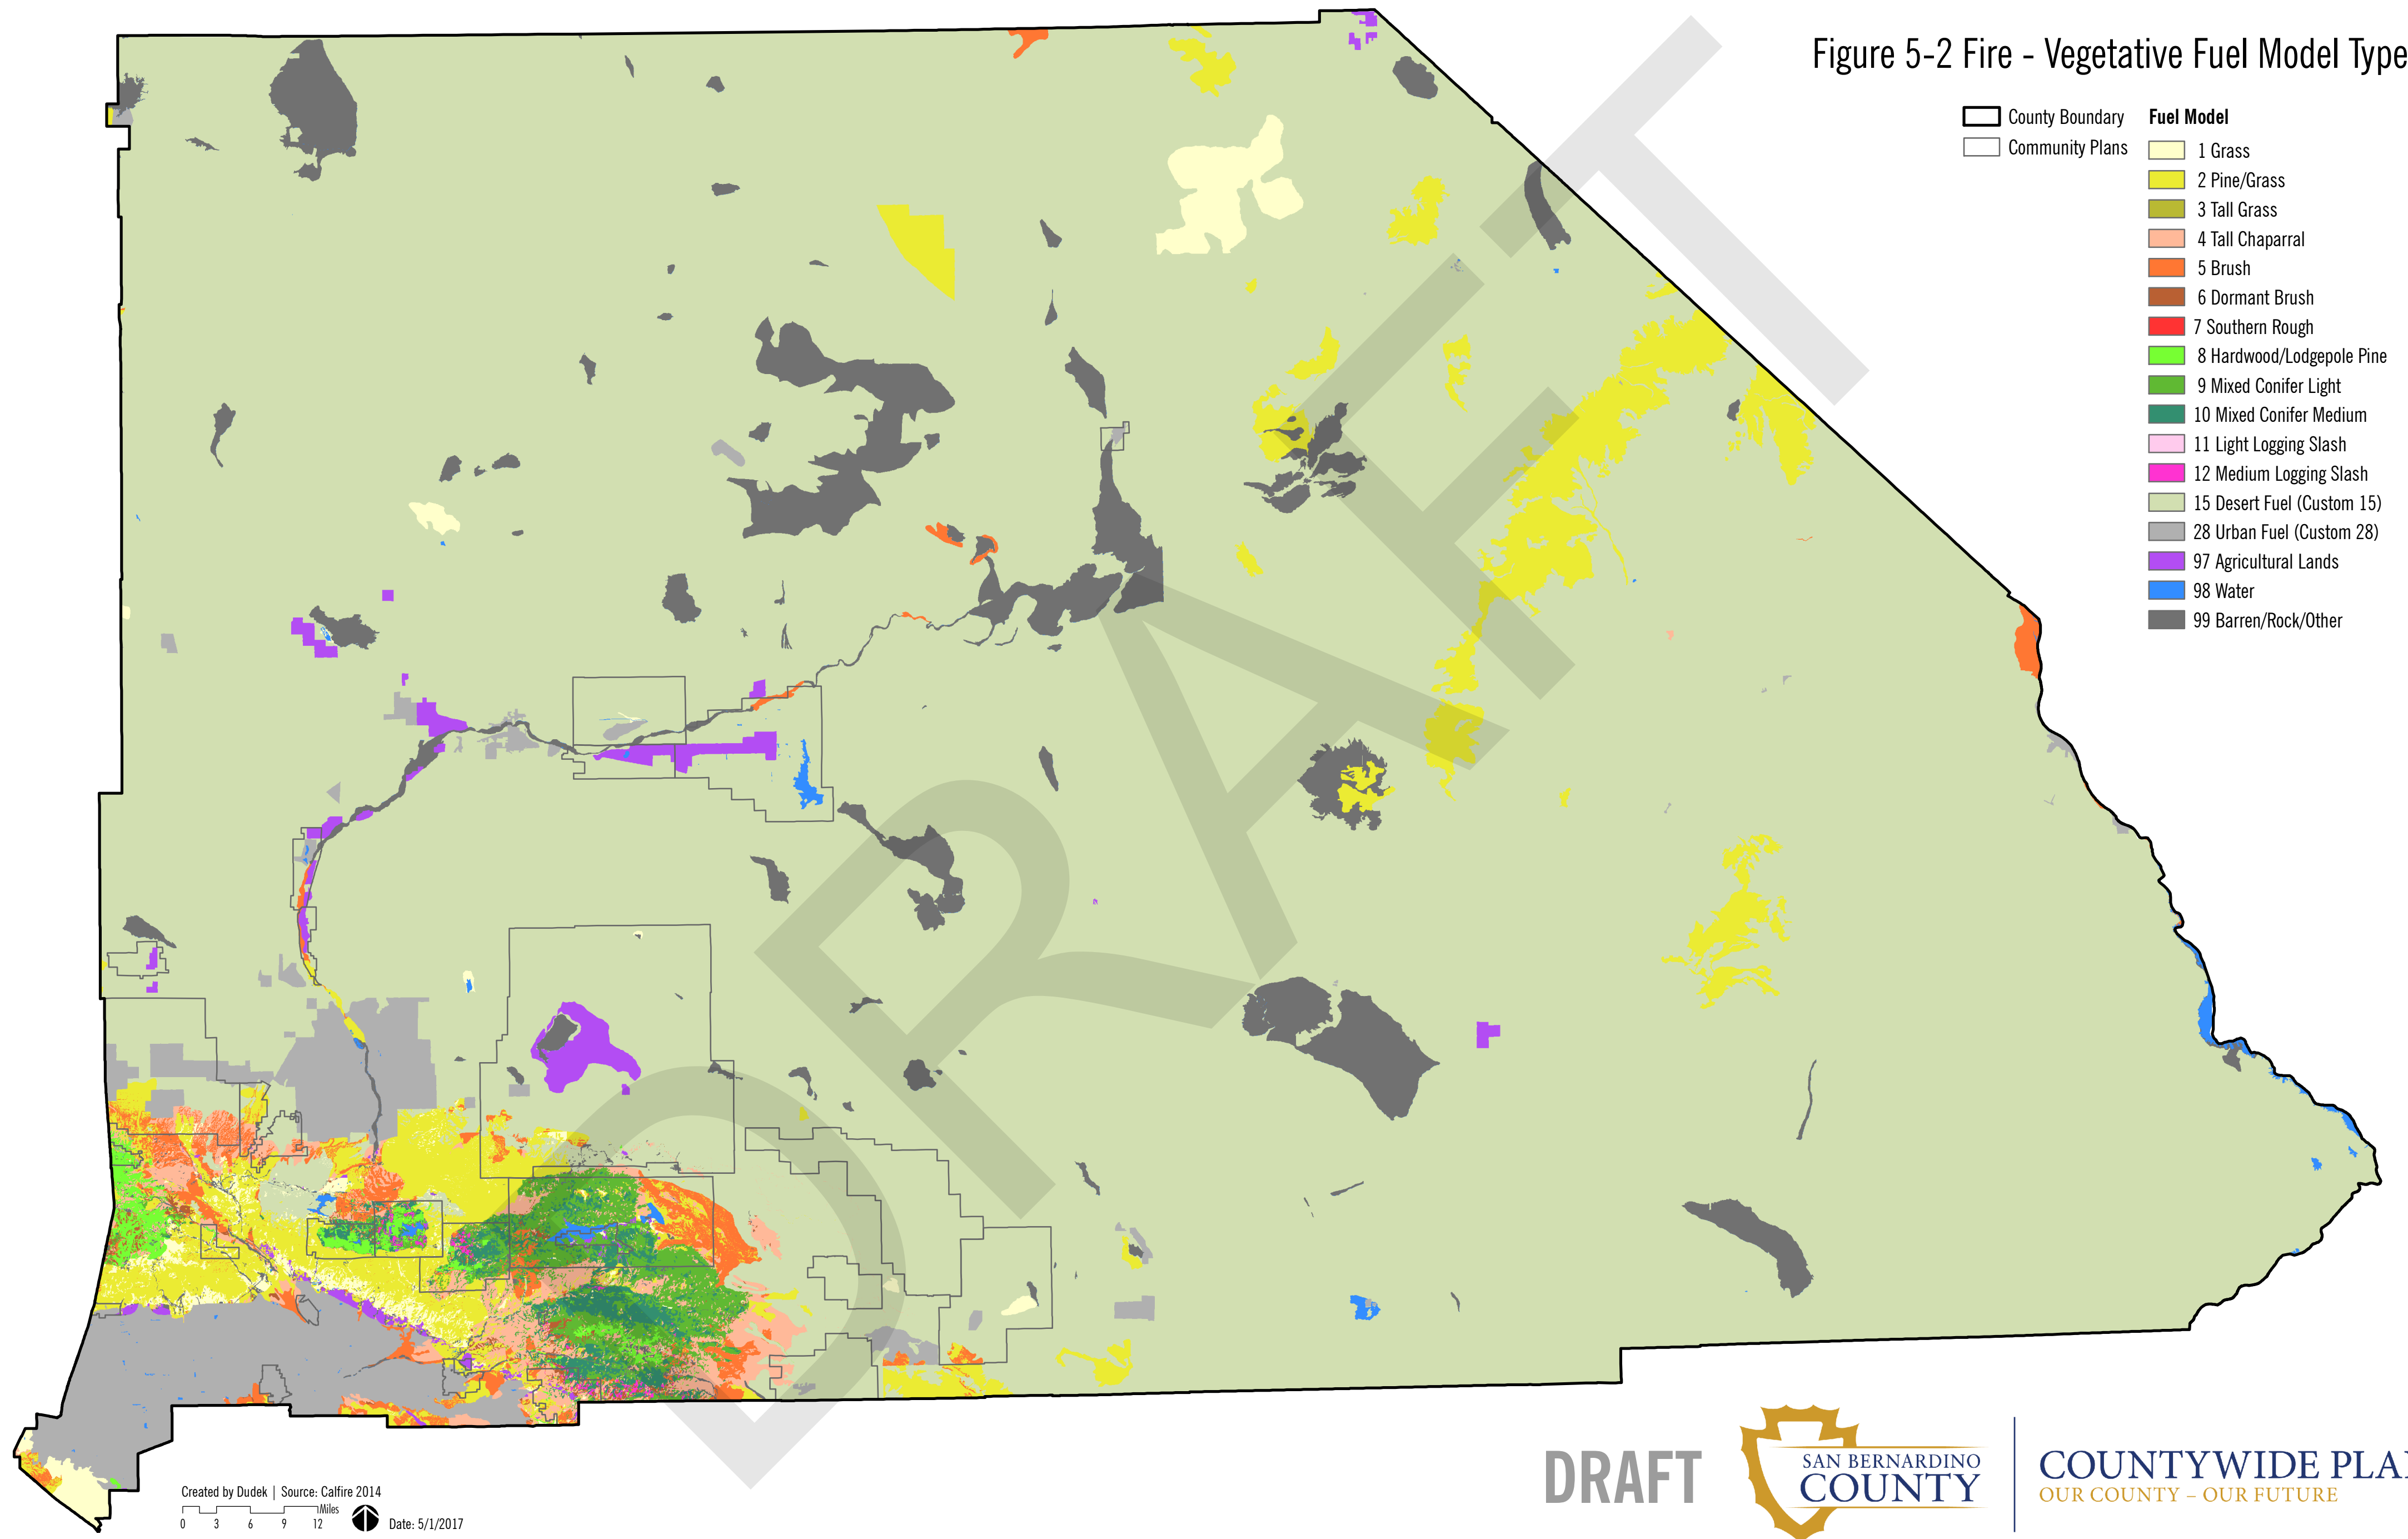 Figure 5-2 Fire - Vegetative Fuel Model Type
County Boundary
Community Plans
Fuel Model
1 Grass
2 Pine/Grass
3 Tall Grass
4 Tall Chaparral
5 Brush
6 Dormant Brush
7 Southern Rough
8 Hardwood/Lodgepole Pine
9 Mixed Conifer Light
10 Mixed Conifer Medium
11 Light Logging Slash
12 Medium Logging Slash
15 Desert Fuel (Custom 15)
28 Urban Fuel (Custom 28)
97 Agricultural Lands
98 Water
99 Barren/Rock/Other
DRAFT
Created by Dudek | Source: Calfire 2014
Miles
0 3 6 9 12
Date: 5/1/2017
DRAFT
SAN BERNARDINO
COUNTY
COUNTYWIDE PLA
OUR COUNTY – OUR FUTURE